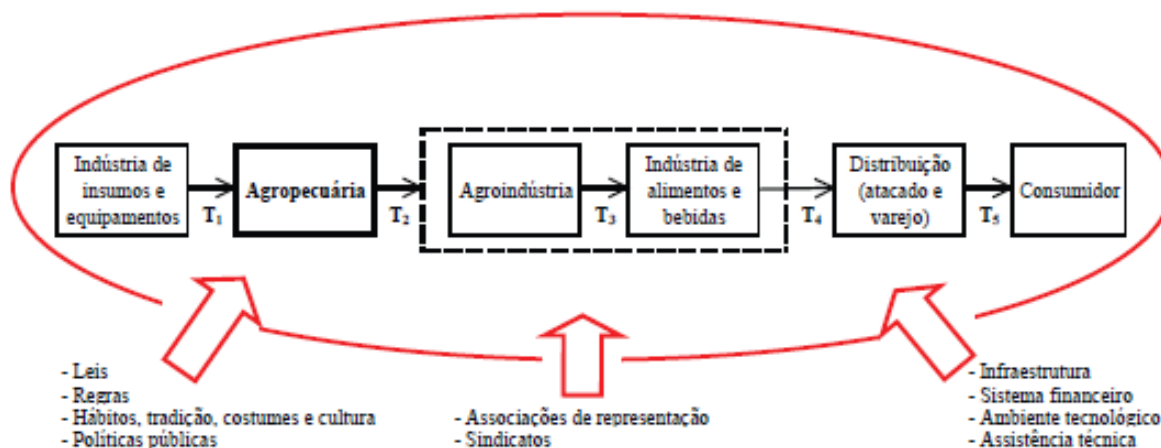 Indústria de
insumos e
equipamentos
T₁
Agropecuária
T₂
Agroindústria
T₃
Indústria de
alimentos e
bebidas
T₄
Distribuição
(atacado e
varejo)
T₅
Consumidor
- Leis
- Regras
- Hábitos, tradição, costumes e cultura
- Políticas públicas
- Associações de representação
- Sindicatos
- Infraestrutura
- Sistema financeiro
- Ambiente tecnológico
- Assistência técnica